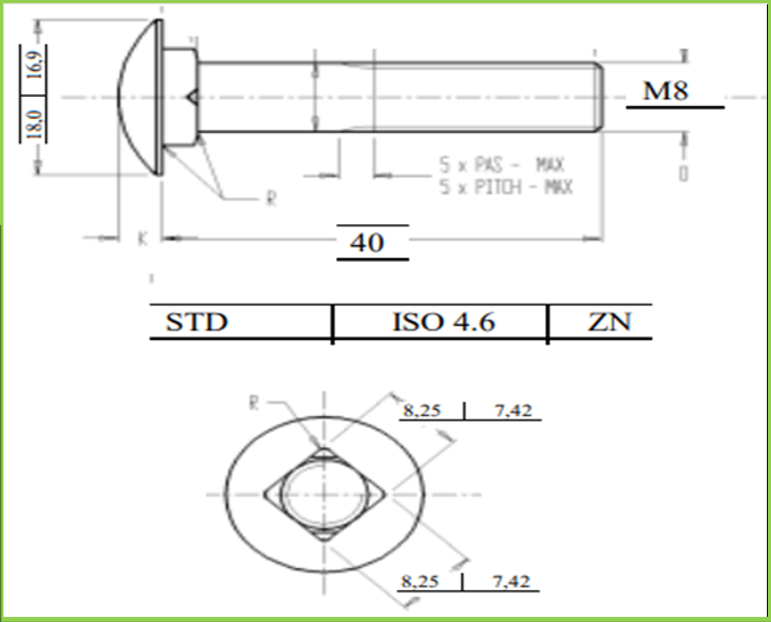 16,9
18,0
M8
D
5 x PAS - MAX
5 x PITCH - MAX
R
K
40
STD ISO 4.6 ZN
R
8,25 7,42
8,25 7,42